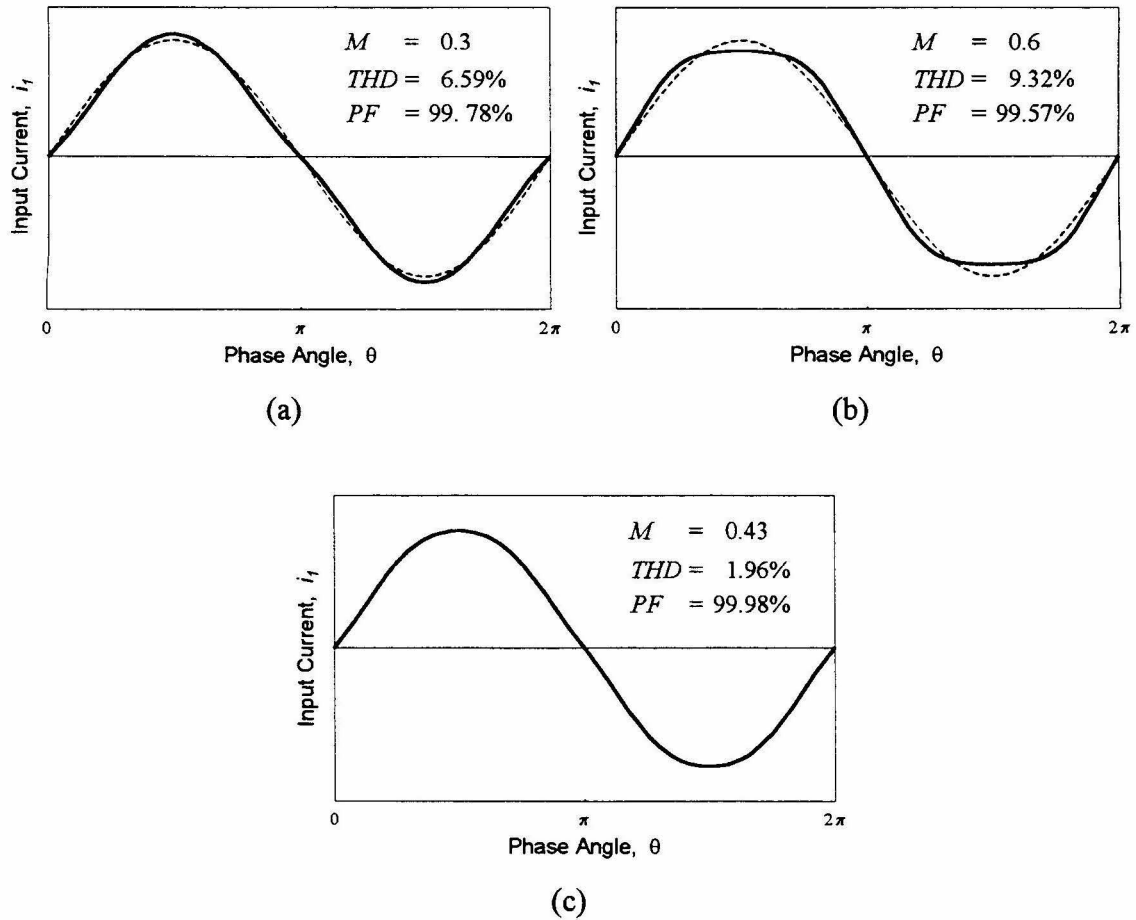 M = 0.3
THD = 6.59%
PF = 99. 78%
Input Current, i₁
0
π
2π
Phase Angle, θ
(a)
M = 0.6
THD = 9.32%
PF = 99.57%
Input Current, i₁
0
π
2π
Phase Angle, θ
(b)
M = 0.43
THD = 1.96%
PF = 99.98%
Input Current, i₁
0
π
2π
Phase Angle, θ
(c)